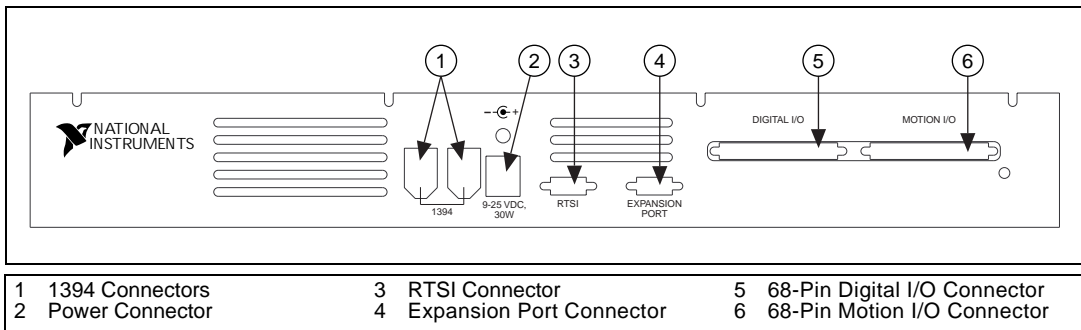 1 2 3 4 5 6
NATIONAL
INSTRUMENTS
DIGITAL I/O MOTION I/O
1394
9-25 VDC,
30W
RTSI
EXPANSION
PORT
1 1394 Connectors
2 Power Connector
3 RTSI Connector
4 Expansion Port Connector
5 68-Pin Digital I/O Connector
6 68-Pin Motion I/O Connector